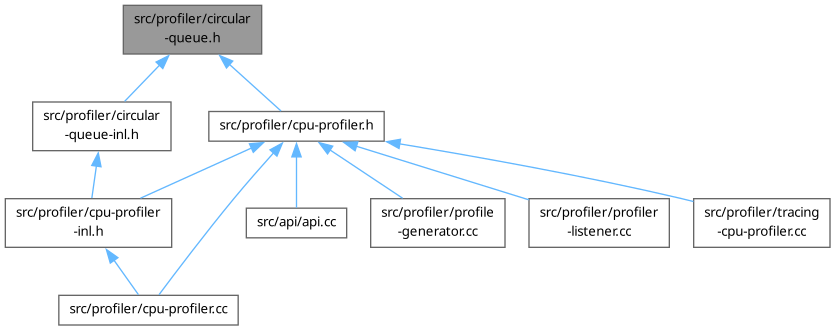 src/profiler/circular
-queue.h
src/profiler/circular
-queue-inl.h
src/profiler/cpu-profiler.h
src/profiler/cpu-profiler
-inl.h
src/api/api.cc
src/profiler/profile
-generator.cc
src/profiler/profiler
-listener.cc
src/profiler/tracing
-cpu-profiler.cc
src/profiler/cpu-profiler.cc